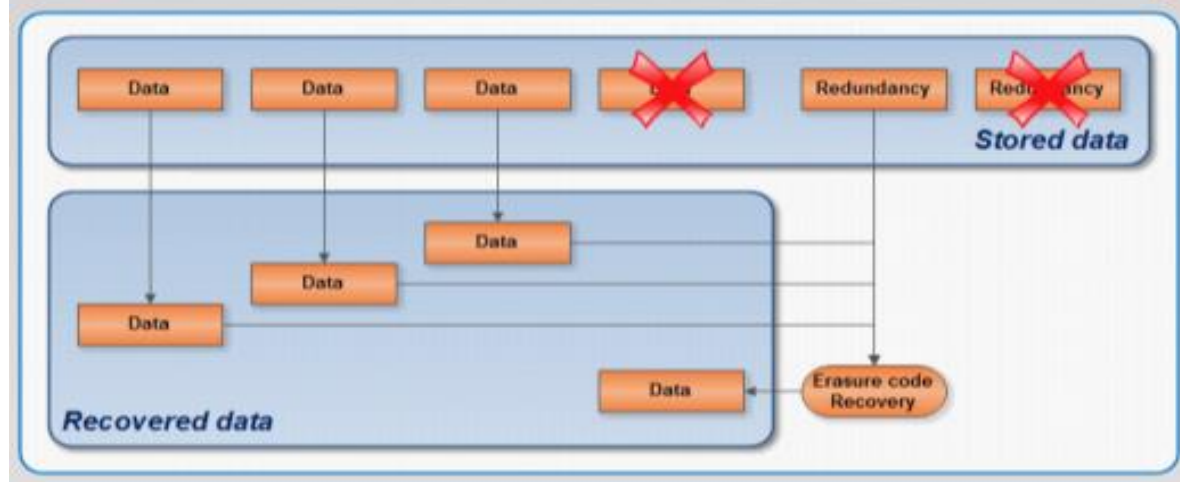 Data
Data
Data
Redundancy
Stored data
Data
Data
Data
Data
Erasure code
Recovery
Recovered data